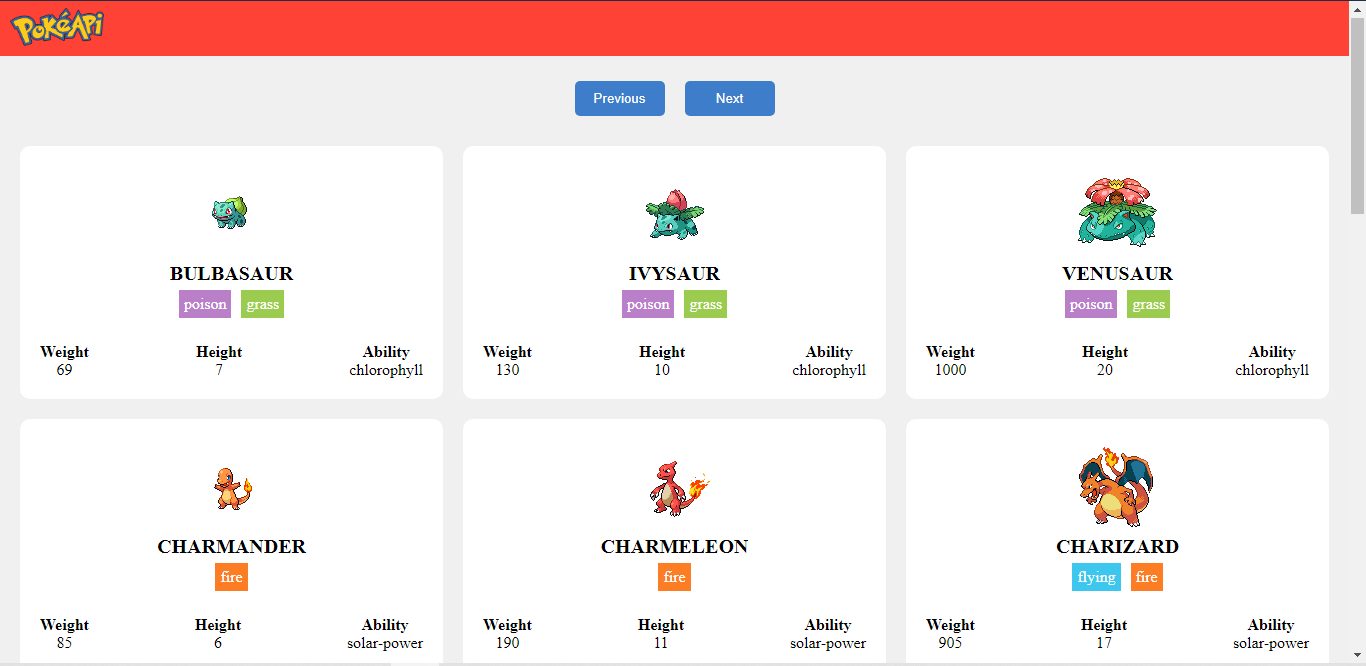 PokéApi
Previous Next
BULBASAUR IVYSAUR VENUSAUR
poison grass poison grass poison grass
Weight Height Ability Weight Height Ability Weight Height Ability
69 7 chlorophyll 130 10 chlorophyll 1000 20 chlorophyll
CHARMANDER CHARMELEON CHARIZARD
fire fire flying fire
Weight Height Ability Weight Height Ability Weight Height Ability
85 6 solar-power 190 11 solar-power 905 17 solar-power